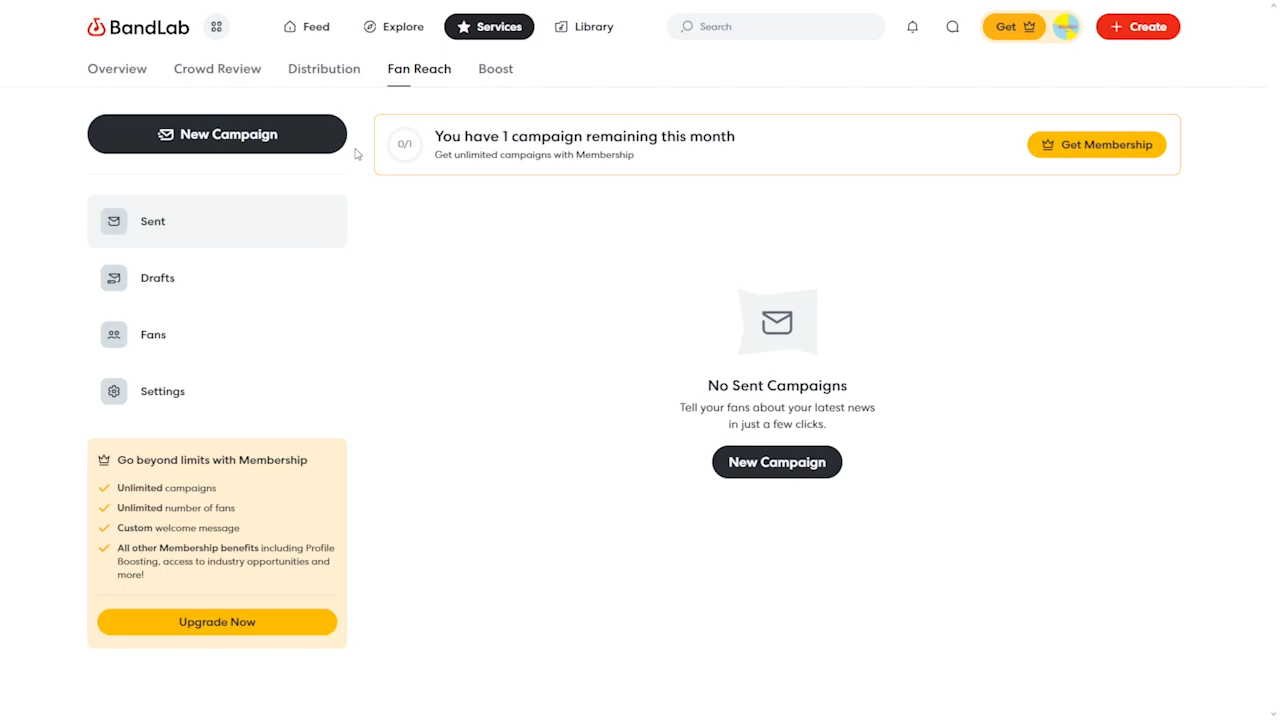 BandLab
Feed
Explore
Services
Library
Search
Get
Create
Overview
Crowd Review
Distribution
Fan Reach
Boost
New Campaign
0/1
You have 1 campaign remaining this month
Get unlimited campaigns with Membership
Get Membership
Sent
Drafts
Fans
Settings
No Sent Campaigns
Tell your fans about your latest news
in just a few clicks.
New Campaign
Go beyond limits with Membership
Unlimited campaigns
Unlimited number of fans
Custom welcome message
All other Membership benefits including Profile
Boosting, access to industry opportunities and
more!
Upgrade Now